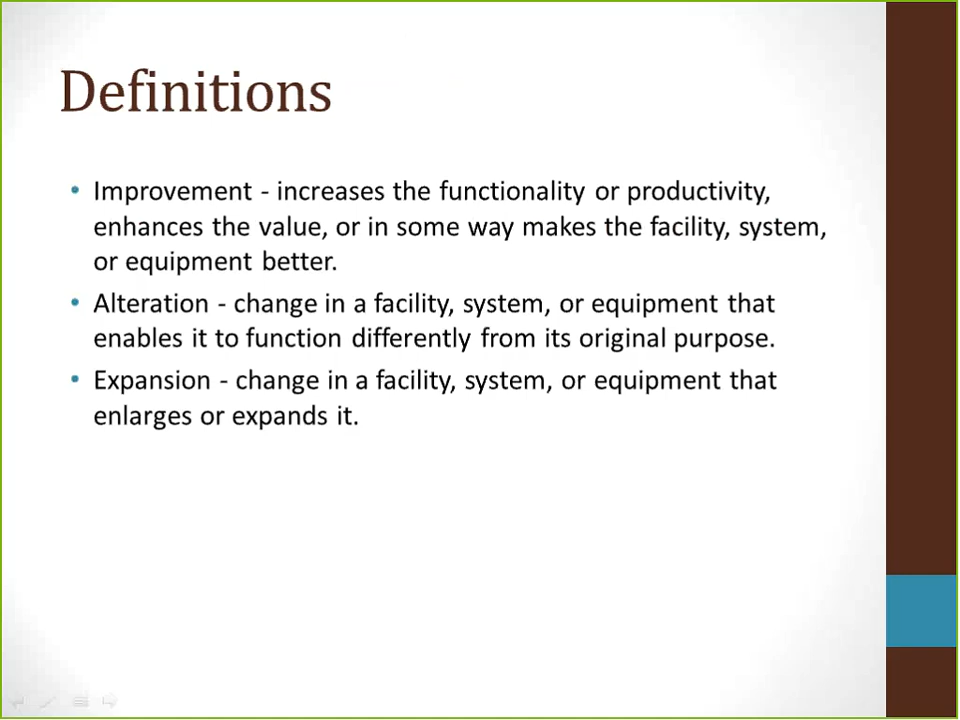 Definitions
• Improvement - increases the functionality or productivity,
enhances the value, or in some way makes the facility, system,
or equipment better.
• Alteration - change in a facility, system, or equipment that
enables it to function differently from its original purpose.
• Expansion - change in a facility, system, or equipment that
enlarges or expands it.